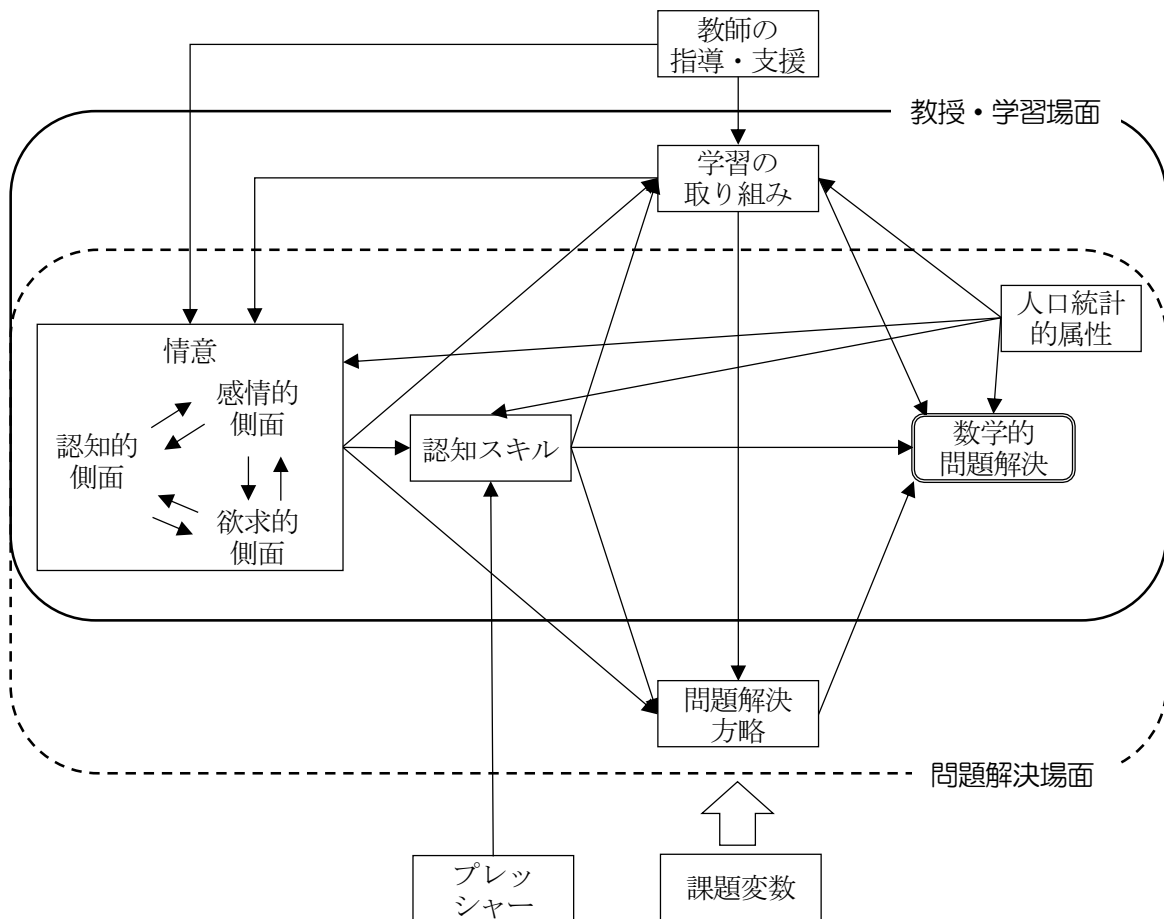 教師の
指導・支援
教授・学習場面
学習の
取り組み
人口統計
的属性
情意
感情的
側面
認知的
側面
欲求的
側面
認知スキル
数学的
問題解決
問題解決
方略
問題解決場面
プレッ
シャー
課題変数